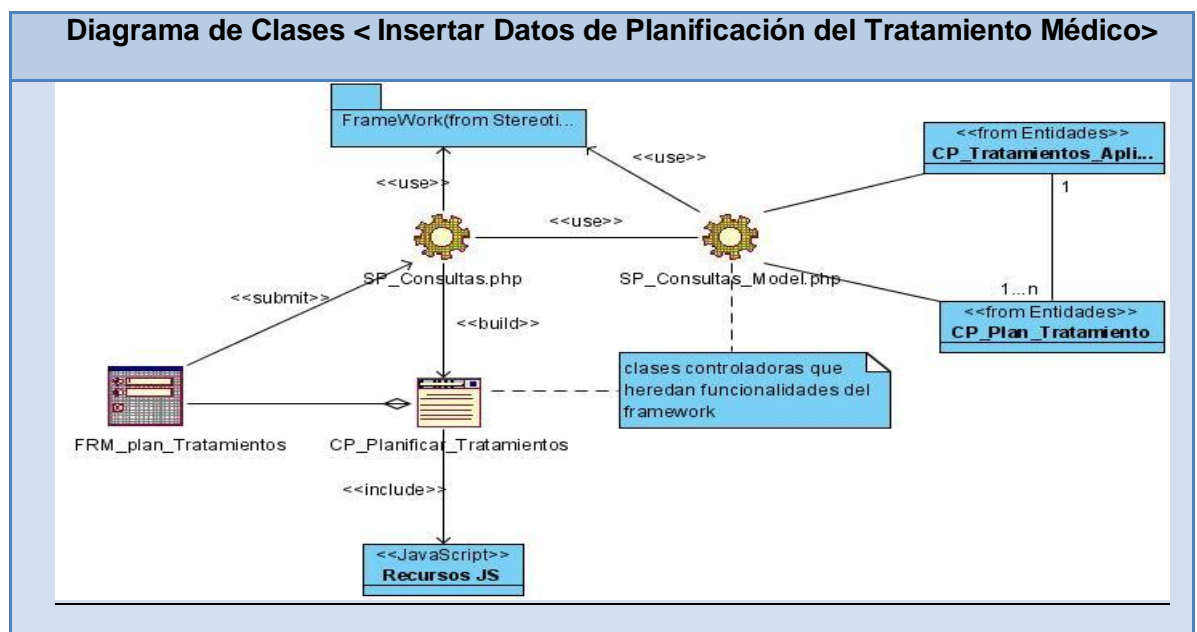 Diagrama de Clases < Insertar Datos de Planificación del Tratamiento Médico>
FrameWork(from Stereoti...
<<from Entidades>>
CP_Tratamientos_Apli...
<<use>>
<<use>>
1
<<use>>
SP_Consultas.php
SP_Consultas_Model.php
<<submit>>
1...n
<<from Entidades>>
CP_Plan_Tratamiento
<<build>>
clases controladoras que
heredan funcionalidades del
framework
FRM_plan_Tratamientos
CP_Planificar_Tratamientos
<<include>>
<<JavaScript>>
Recursos JS